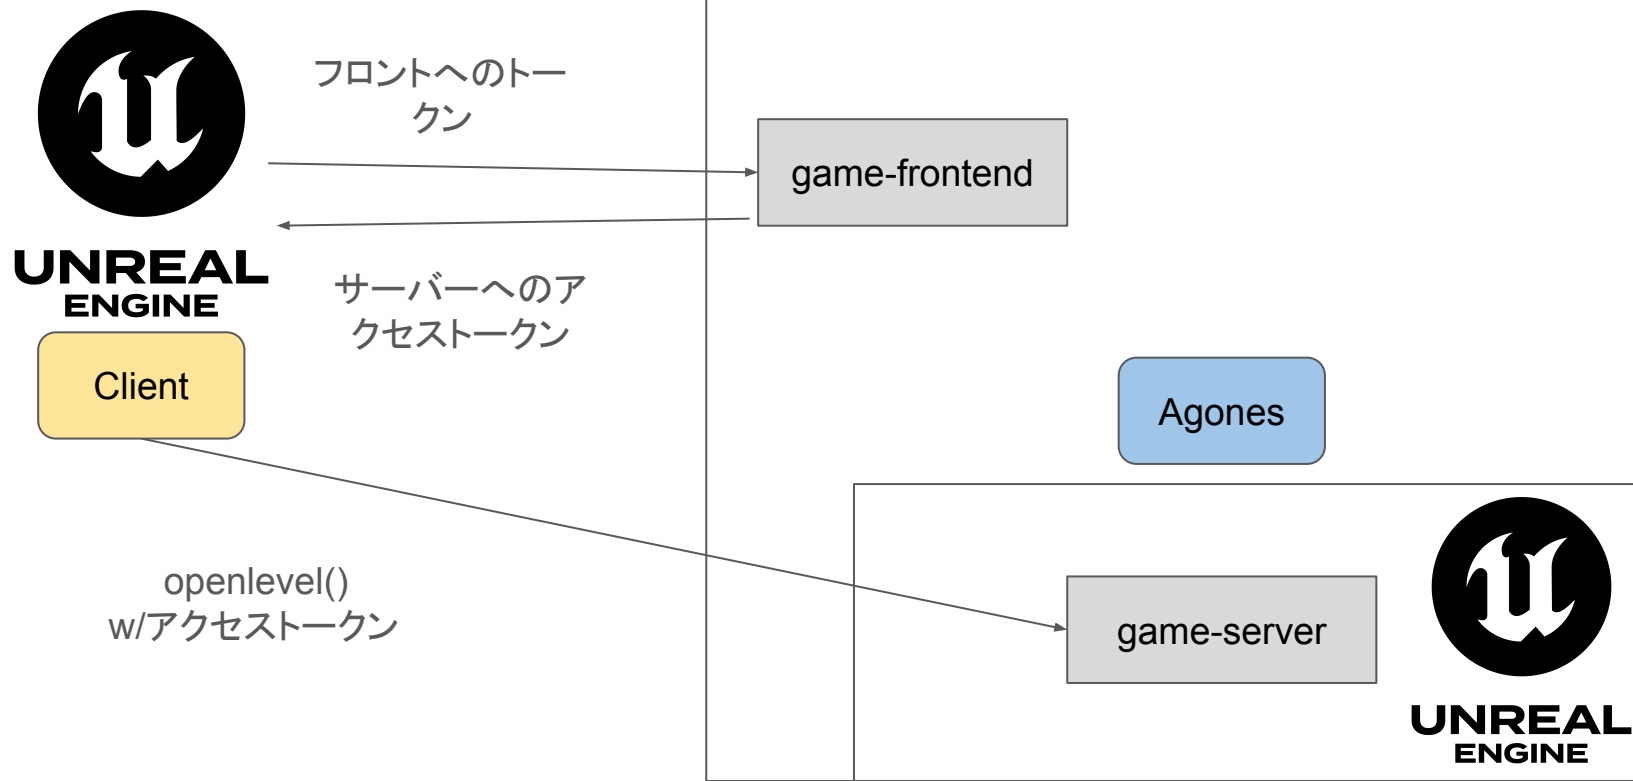 フロントへのトー
クン
game-frontend
UNREAL
ENGINE
サーバーへのア
クセストークン
Client
Agones
openlevel()
w/アクセストークン
game-server
UNREAL
ENGINE